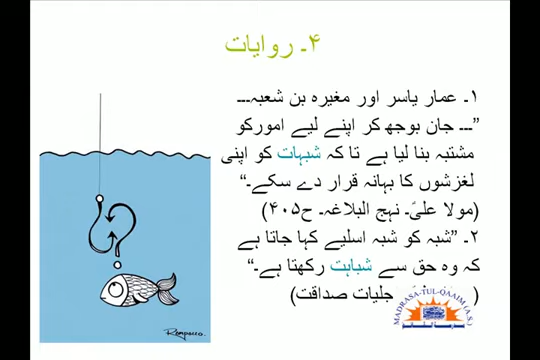 ۴۔ روایات
۱۔ عمار یاسر اور مغیرہ بن شعبہ۔۔۔
۔۔۔ جان بوجھ کر اپنے لیے امورکو”
مشتبہ بنا لیا ہے تا کہ شبہات کو اپنی
لغزشوں کا بہانہ قرار دے سکے۔“
(مولا علیؑ۔ نہج البلاغہ۔ ح۴۰۵)
۲۔ ”شبہ کو شبہ اسلیے کہا جاتا ہے
کہ وہ حق سے شباہت رکھتا ہے۔“
جلیات صداقت)
MADRASA-TUL-QAAIM (A.S.)